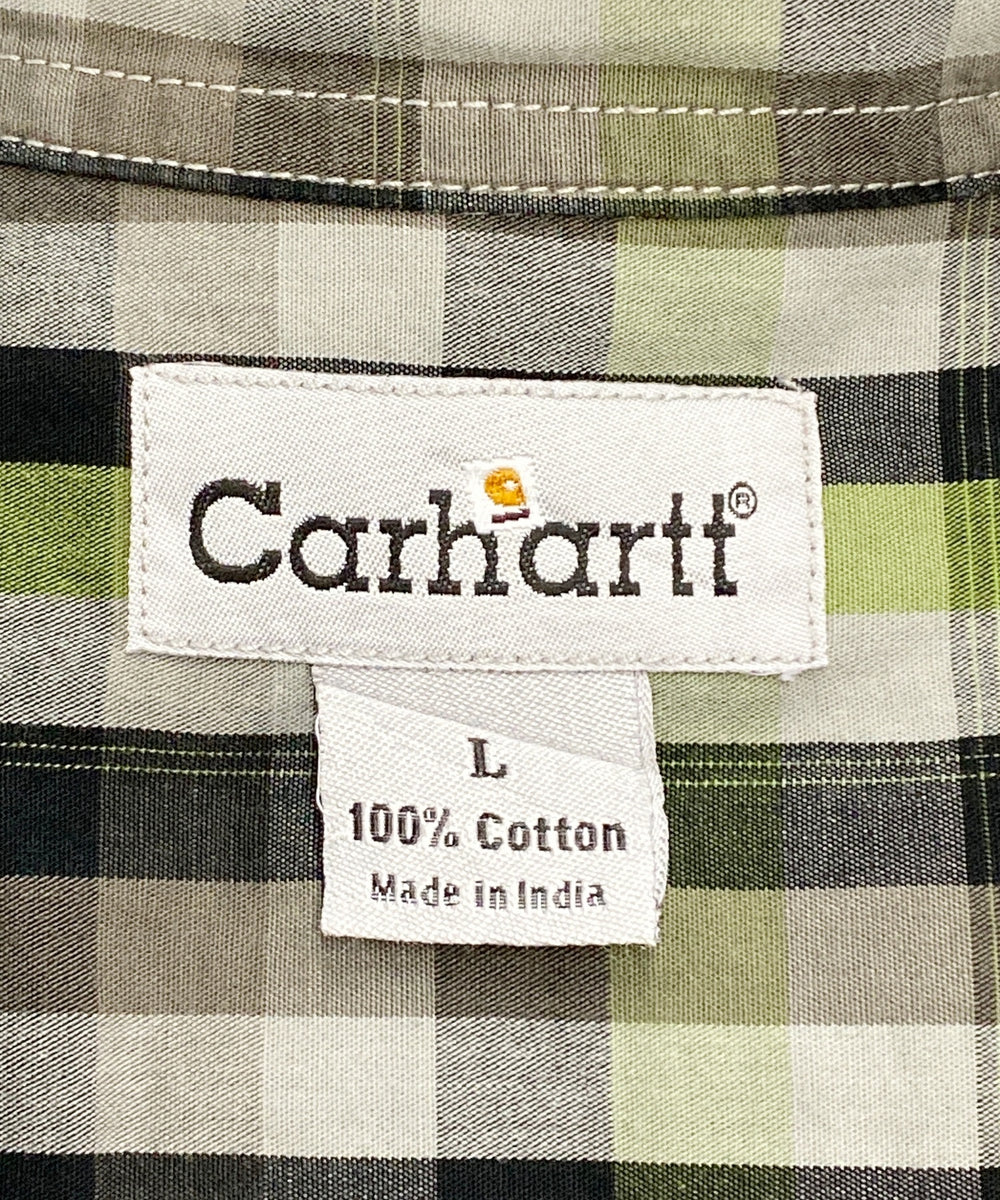 Carhartt®
L
100% Cotton
Made in India